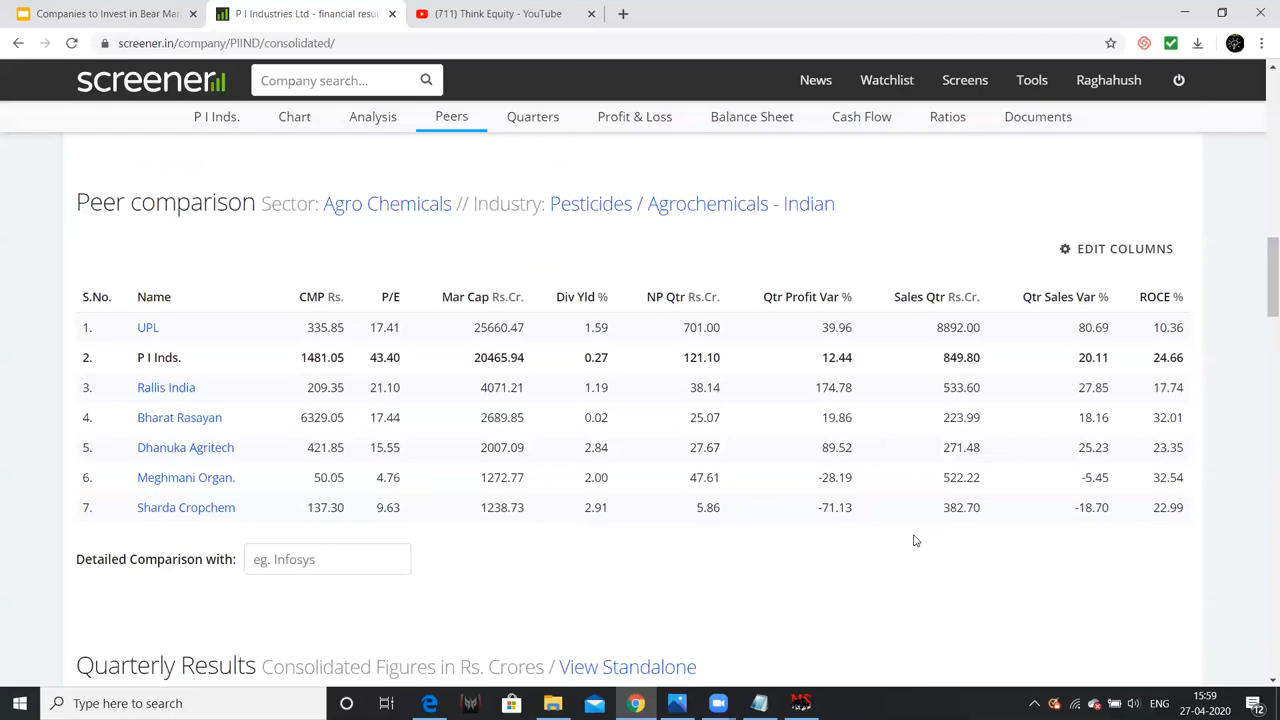 Companies to Invest in Bear Mar
P I Industries Ltd - financial resul
(711) Think Equity - YouTube
screener.in/company/PIIND/consolidated/
screener
Company search...
News Watchlist Screens Tools Raghahush
P I Inds. Chart Analysis Peers Quarters Profit & Loss Balance Sheet Cash Flow Ratios Documents
Peer comparison Sector: Agro Chemicals // Industry: Pesticides / Agrochemicals - Indian
EDIT COLUMNS
S.No. Name CMP Rs. P/E Mar Cap Rs.Cr. Div Yld % NP Qtr Rs.Cr. Qtr Profit Var % Sales Qtr Rs.Cr. Qtr Sales Var % ROCE %
1. UPL 335.85 17.41 25660.47 1.59 701.00 39.96 8892.00 80.69 10.36
2. P I Inds. 1481.05 43.40 20465.94 0.27 121.10 12.44 849.80 20.11 24.66
3. Rallis India 209.35 21.10 4071.21 1.19 38.14 174.78 533.60 27.85 17.74
4. Bharat Rasayan 6329.05 17.44 2689.85 0.02 25.07 19.86 223.99 18.16 32.01
5. Dhanuka Agritech 421.85 15.55 2007.09 2.84 27.67 89.52 271.48 25.23 23.35
6. Meghmani Organ. 50.05 4.76 1272.77 2.00 47.61 -28.19 522.22 -5.45 32.54
7. Sharda Cropchem 137.30 9.63 1238.73 2.91 5.86 -71.13 382.70 -18.70 22.99
Detailed Comparison with: eg. Infosys
Quarterly Results Consolidated Figures in Rs. Crores / View Standalone
Type here to search
ENG
15:59
27-04-2020
12